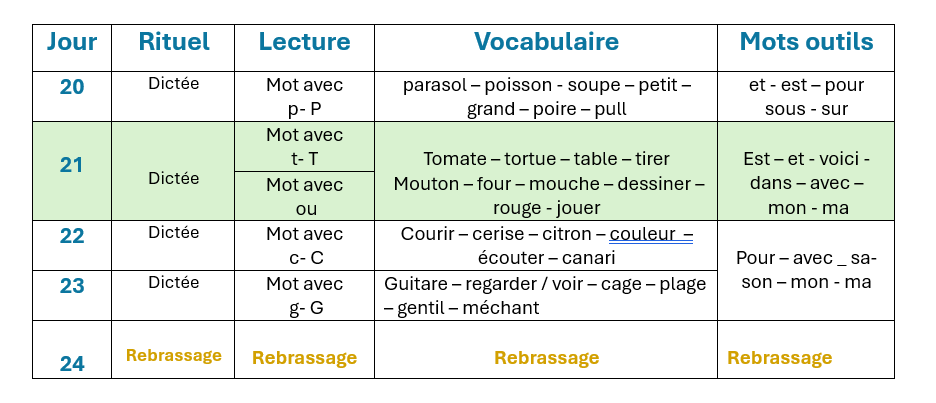 Jour Rituel Lecture Vocabulaire Mots outils
20 Dictée Mot avec parasol – poisson - soupe – petit – et - est – pour
p- P grand – poire – pull sous - sur
21 Dictée Mot avec
t- T Tomate – tortue – table – tirer Est – et - voici -
Mot avec Mouton – four – mouche – dessiner – dans – avec –
ou rouge - jouer mon - ma
22 Dictée Mot avec Courir – cerise – citron – couleur –
c- C écouter – canari Pour – avec _ sa-
23 Dictée Mot avec Guitare – regarder / voir – cage – plage son – mon - ma
g- G – gentil – méchant
24 Rebrassage Rebrassage Rebrassage Rebrassage